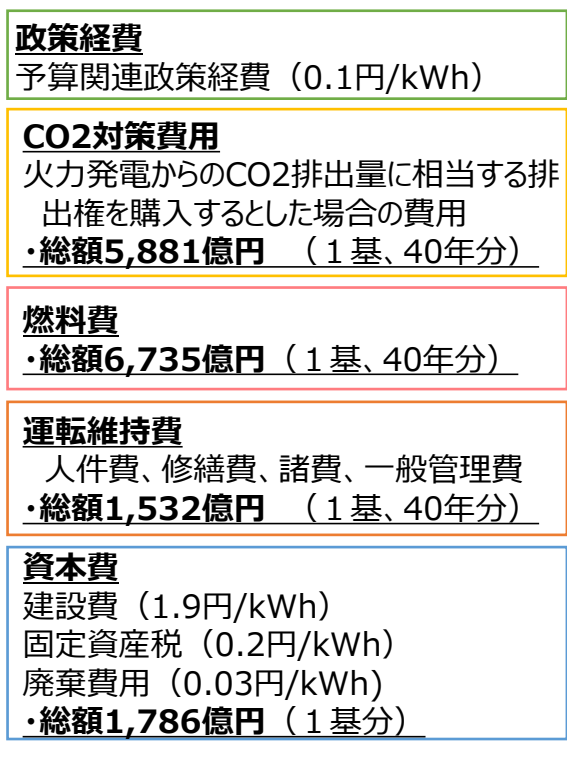 政策経費
予算関連政策経費（0.1円/kWh）
CO2対策費用
火力発電からのCO2排出量に相当する排
出権を購入するとした場合の費用
・総額5,881億円　（１基、40年分）
燃料費
・総額6,735億円（１基、40年分）
運転維持費
人件費、修繕費、諸費、一般管理費
・総額1,532億円　（１基、40年分）
資本費
建設費（1.9円/kWh）
固定資産税（0.2円/kWh）
廃棄費用（0.03円/kWh)
・総額1,786億円（１基分）